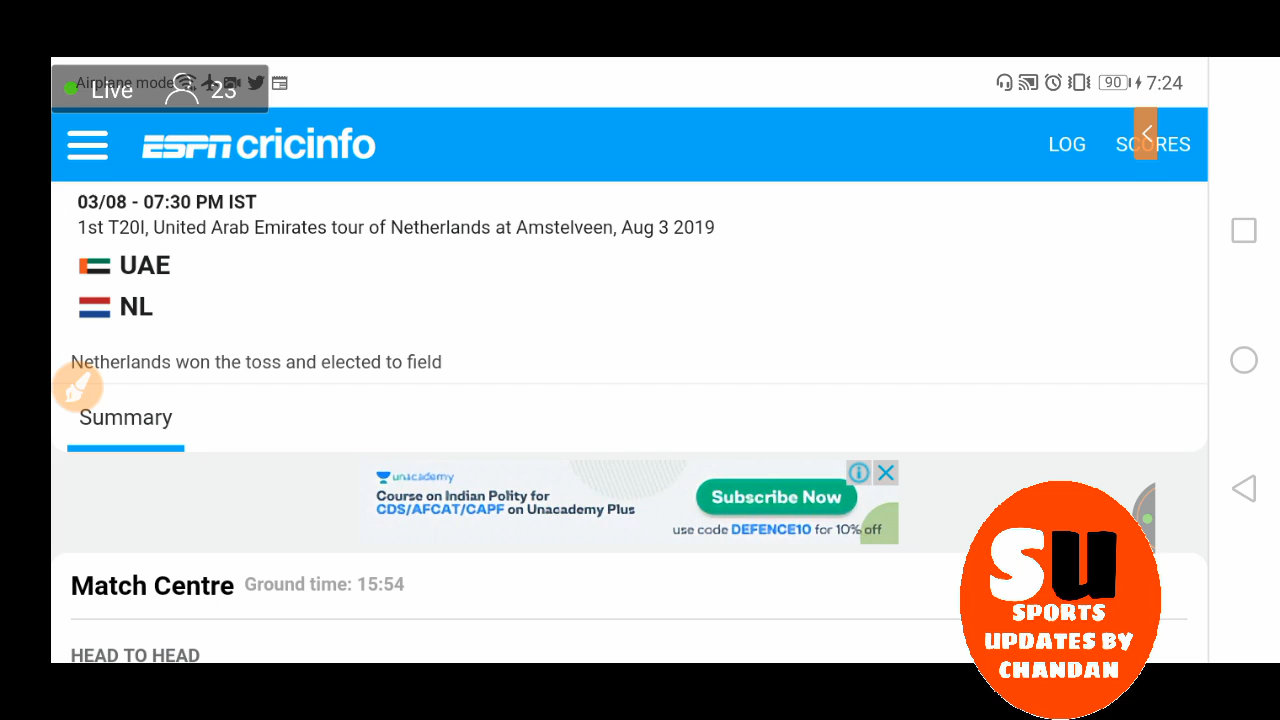 Airplane mode
Live 23
90 7:24
ESPN cricinfo
LOG SCORES
03/08 - 07:30 PM IST
1st T20I, United Arab Emirates tour of Netherlands at Amstelveen, Aug 3 2019
UAE
NL
Netherlands won the toss and elected to field
Summary
unacademy
Course on Indian Polity for
CDS/AFCAT/CAPF on Unacademy Plus
Subscribe Now
use code DEFENCE10 for 10% off
Match Centre Ground time: 15:54
HEAD TO HEAD
SU
SPORTS
UPDATES BY
CHANDAN